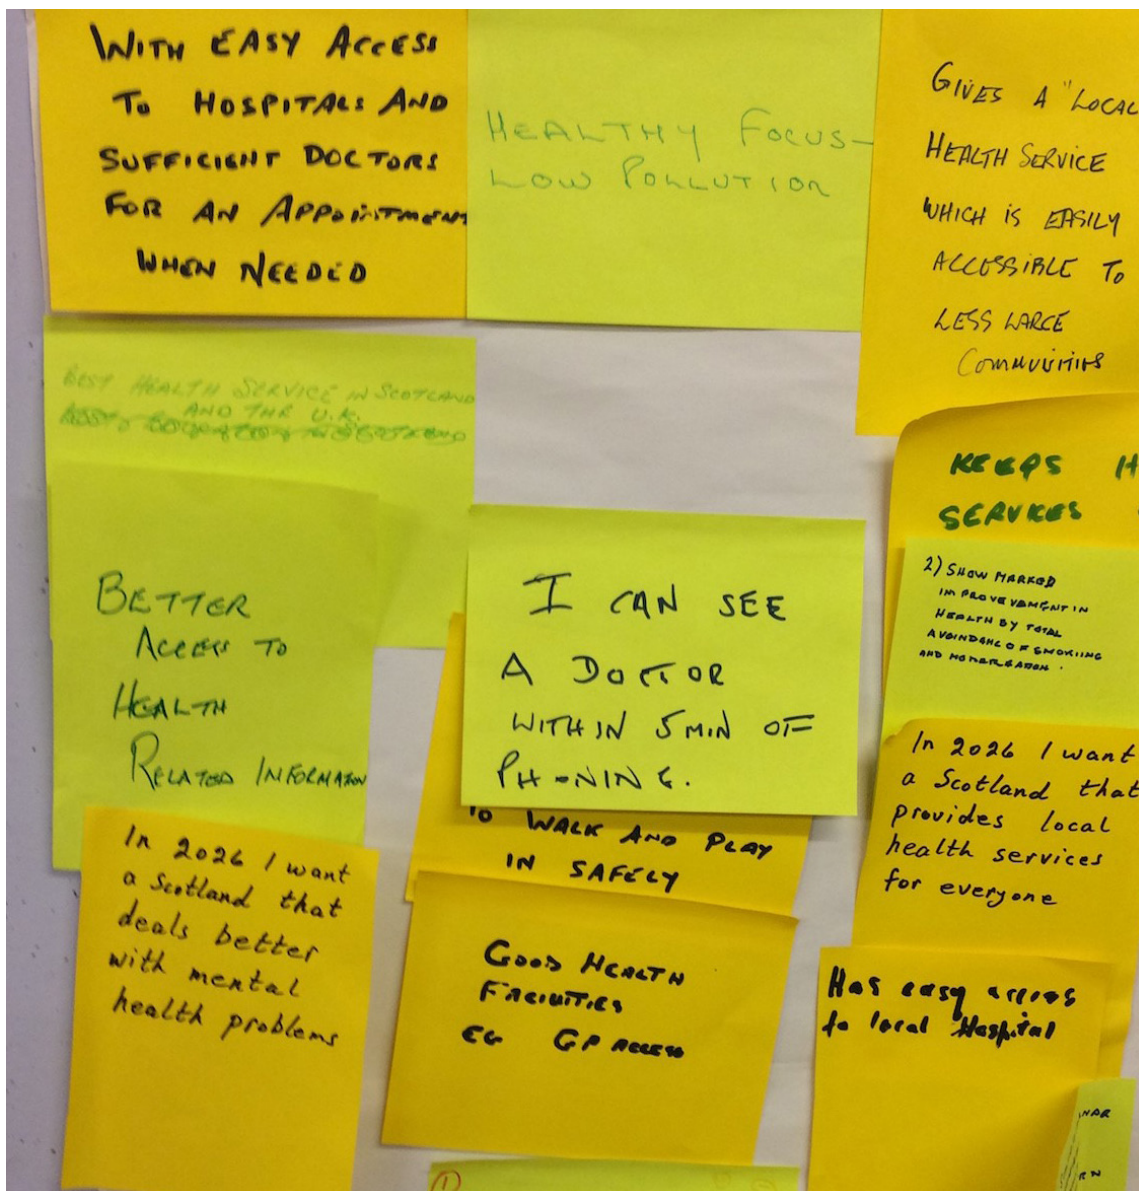 WITH EASY ACCESS
TO HOSPITALS AND
SUFFICIENT DOCTORS
FOR AN APPOINTMENT
WHEN NEEDED
HEALTHY FOCUS-
LOW POLLUTION
GIVES A "LOCAL
HEALTH SERVICE
WHICH IS EASILY
ACCESSIBLE TO
LESS LARGE
COMMUNITIES
BEST HEALTH SERVICE IN SCOTLAND
AND THE U.K.
KEEPS H
SERVICES
BETTER
ACCESS TO
HEALTH
RELATED INFORMATION
I CAN SEE
A DOCTOR
WITHIN 5 MIN OF
PHONING.
2) SHOW MARKED
IMPROVEMENT IN
HEALTH BY TOTAL
AVOIDANCE OF SMOKIING
AND MODERATION.
TO WALK AND PLAY
IN SAFELY
In 2026 I want
a Scotland that
provides local
health services
for everyone
In 2026 I want
a Scotland that
deals better
with mental
health problems
GOOD HEALTH
FACILITIES
EG GP ACCESS
Has easy access
to local Hospital
1